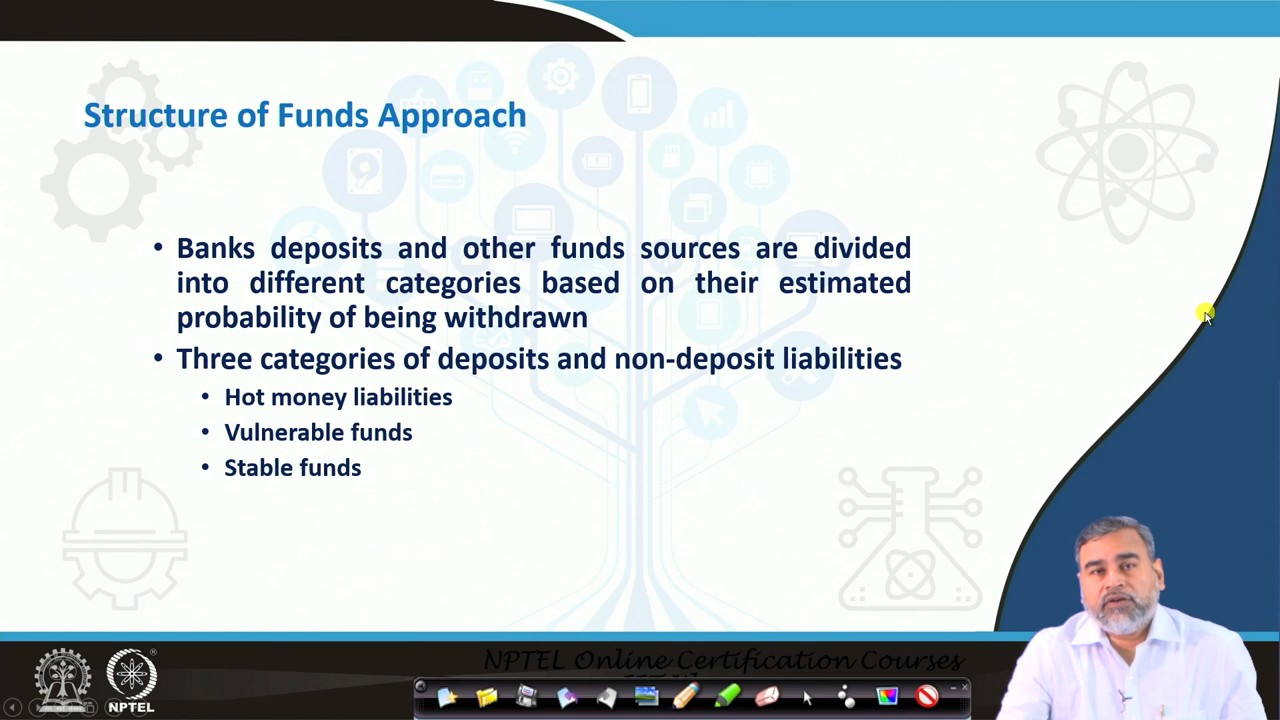 Structure of Funds Approach
• Banks deposits and other funds sources are divided
into different categories based on their estimated
probability of being withdrawn
• Three categories of deposits and non-deposit liabilities
• Hot money liabilities
• Vulnerable funds
• Stable funds
NPTEL Online Certification Courses
NPTEL